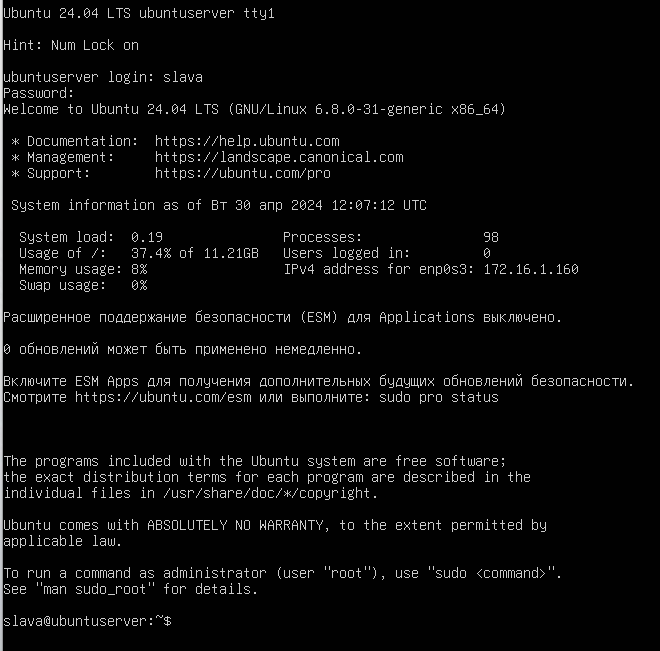 Ubuntu 24.04 LTS ubuntuserver tty1
Hint: Num Lock on
ubuntuserver login: slava
Password:
Welcome to Ubuntu 24.04 LTS (GNU/Linux 6.8.0-31-generic x86_64)
* Documentation:  https://help.ubuntu.com
* Management:     https://landscape.canonical.com
* Support:        https://ubuntu.com/pro
System information as of Вт 30 апр 2024 12:07:12 UTC
System load:  0.19               Processes:               98
Usage of /:   37.4% of 11.21GB   Users logged in:         0
Memory usage: 8%                 IPv4 address for enp0s3: 172.16.1.160
Swap usage:   0%
Расширенное поддержание безопасности (ESM) для Applications выключено.
0 обновлений может быть применено немедленно.
Включите ESM Apps для получения дополнительных будущих обновлений безопасности.
Смотрите https://ubuntu.com/esm или выполните: sudo pro status
The programs included with the Ubuntu system are free software;
the exact distribution terms for each program are described in the
individual files in /usr/share/doc/*/copyright.
Ubuntu comes with ABSOLUTELY NO WARRANTY, to the extent permitted by
applicable law.
To run a command as administrator (user "root"), use "sudo <command>".
See "man sudo_root" for details.
slava@ubuntuserver:~$